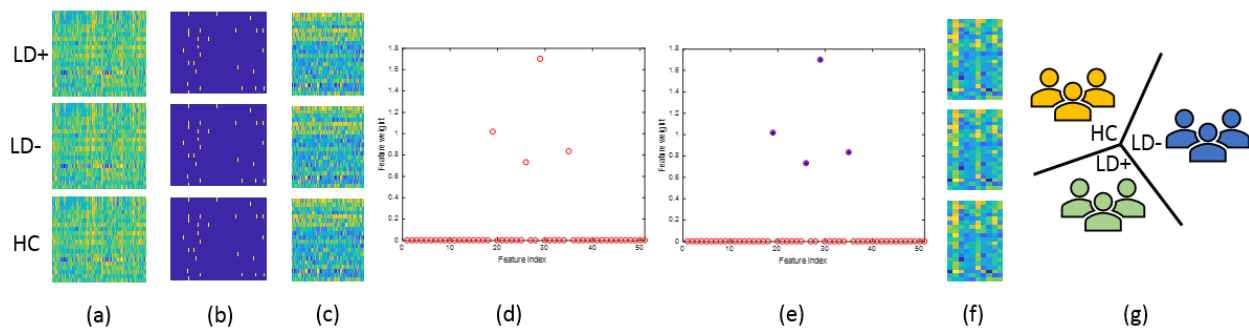 LD+
LD-
HC
Feature weight
1.8
1.6
1.4
1.2
1
0.8
0.6
0.4
0.2
0
0 10 20 30 40 50
Feature Index
Feature weight
1.8
1.6
1.4
1.2
1
0.8
0.6
0.4
0.2
0
0 10 20 30 40 50
Feature Index
HC
LD-
LD+
(a) (b) (c) (d) (e) (f) (g)